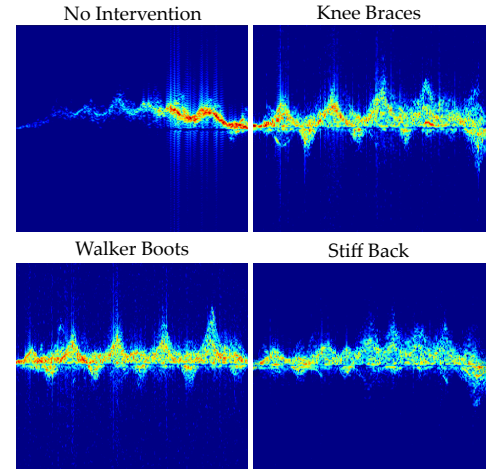 No Intervention
Knee Braces
Walker Boots
Stiff Back